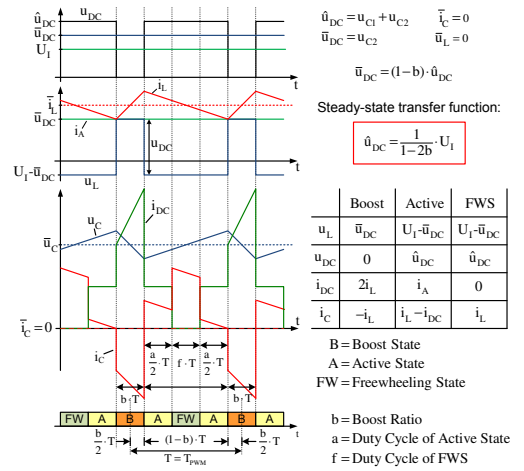 û_DC
u_DC
ū_DC
U_I
t
i_L
ī_L
ū_DC
i_A
u_DC
U_I-ū_DC
u_L
t
u_C
i_DC
ū_C
ī_C=0
t
i_C
a/2·T
f·T
a/2·T
b·T
b·T
FW
A
B
A
FW
A
B
A
t
b/2·T
(1-b)·T
b/2·T
T=T_PWM
û_DC=u_C1+u_C2
ī_C=0
ū_DC=u_C2
ū_L=0
ū_DC=(1-b)·û_DC
Steady-state transfer function:
û_DC=1/(1-2b)·U_I
Boost Active FWS
u_L ū_DC U_I-ū_DC U_I-ū_DC
u_DC 0 û_DC û_DC
i_DC 2i_L i_A 0
i_C -i_L i_L-i_DC i_L
B=Boost State
A=Active State
FW=Freewheeling State
b=Boost Ratio
a=Duty Cycle of Active State
f=Duty Cycle of FWS